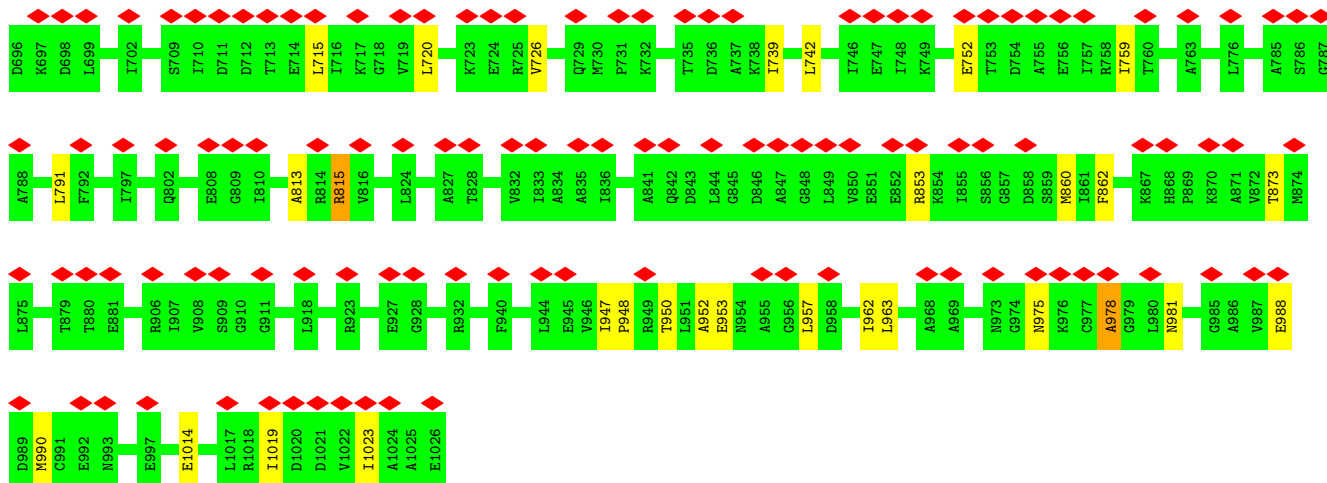 D696 K697 D698 L699 I702 S709 I710 D711 D712 T713 E714 L715 I716 K717 G718 V719 L720 K723 E724 R725 V726 Q729 M730 P731 K732 T735 D736 A737 K738 I739 L742 I746 E747 I748 K749 E752 T753 D754 A755 E756 I757 R758 I759 T760 A763 L776 A785 S786 G787
A788 L791 F792 I797 Q802 E808 G809 I810 A813 R814 R815 V816 L824 A827 T828 V832 I833 A834 A835 I836 A841 Q842 D843 L844 G845 D846 A847 G848 L849 V850 E851 E852 R853 K854 I855 S856 G857 D858 S859 M860 I861 F862 K867 H868 P869 K870 A871 V872 T873 M874
L875 T879 T880 E881 R906 I907 V908 S909 G910 G911 L918 R923 E927 G928 R932 F940 L944 E945 V946 I947 P948 R949 T950 L951 A952 E953 N954 A955 G956 L957 D958 I962 L963 A968 A969 N973 G974 N975 K976 C977 A978 G979 L980 N981 G985 A986 V987 E988
D989 M990 C991 E992 N993 E997 E1014 L1017 R1018 I1019 D1020 D1021 V1022 I1023 A1024 A1025 E1026